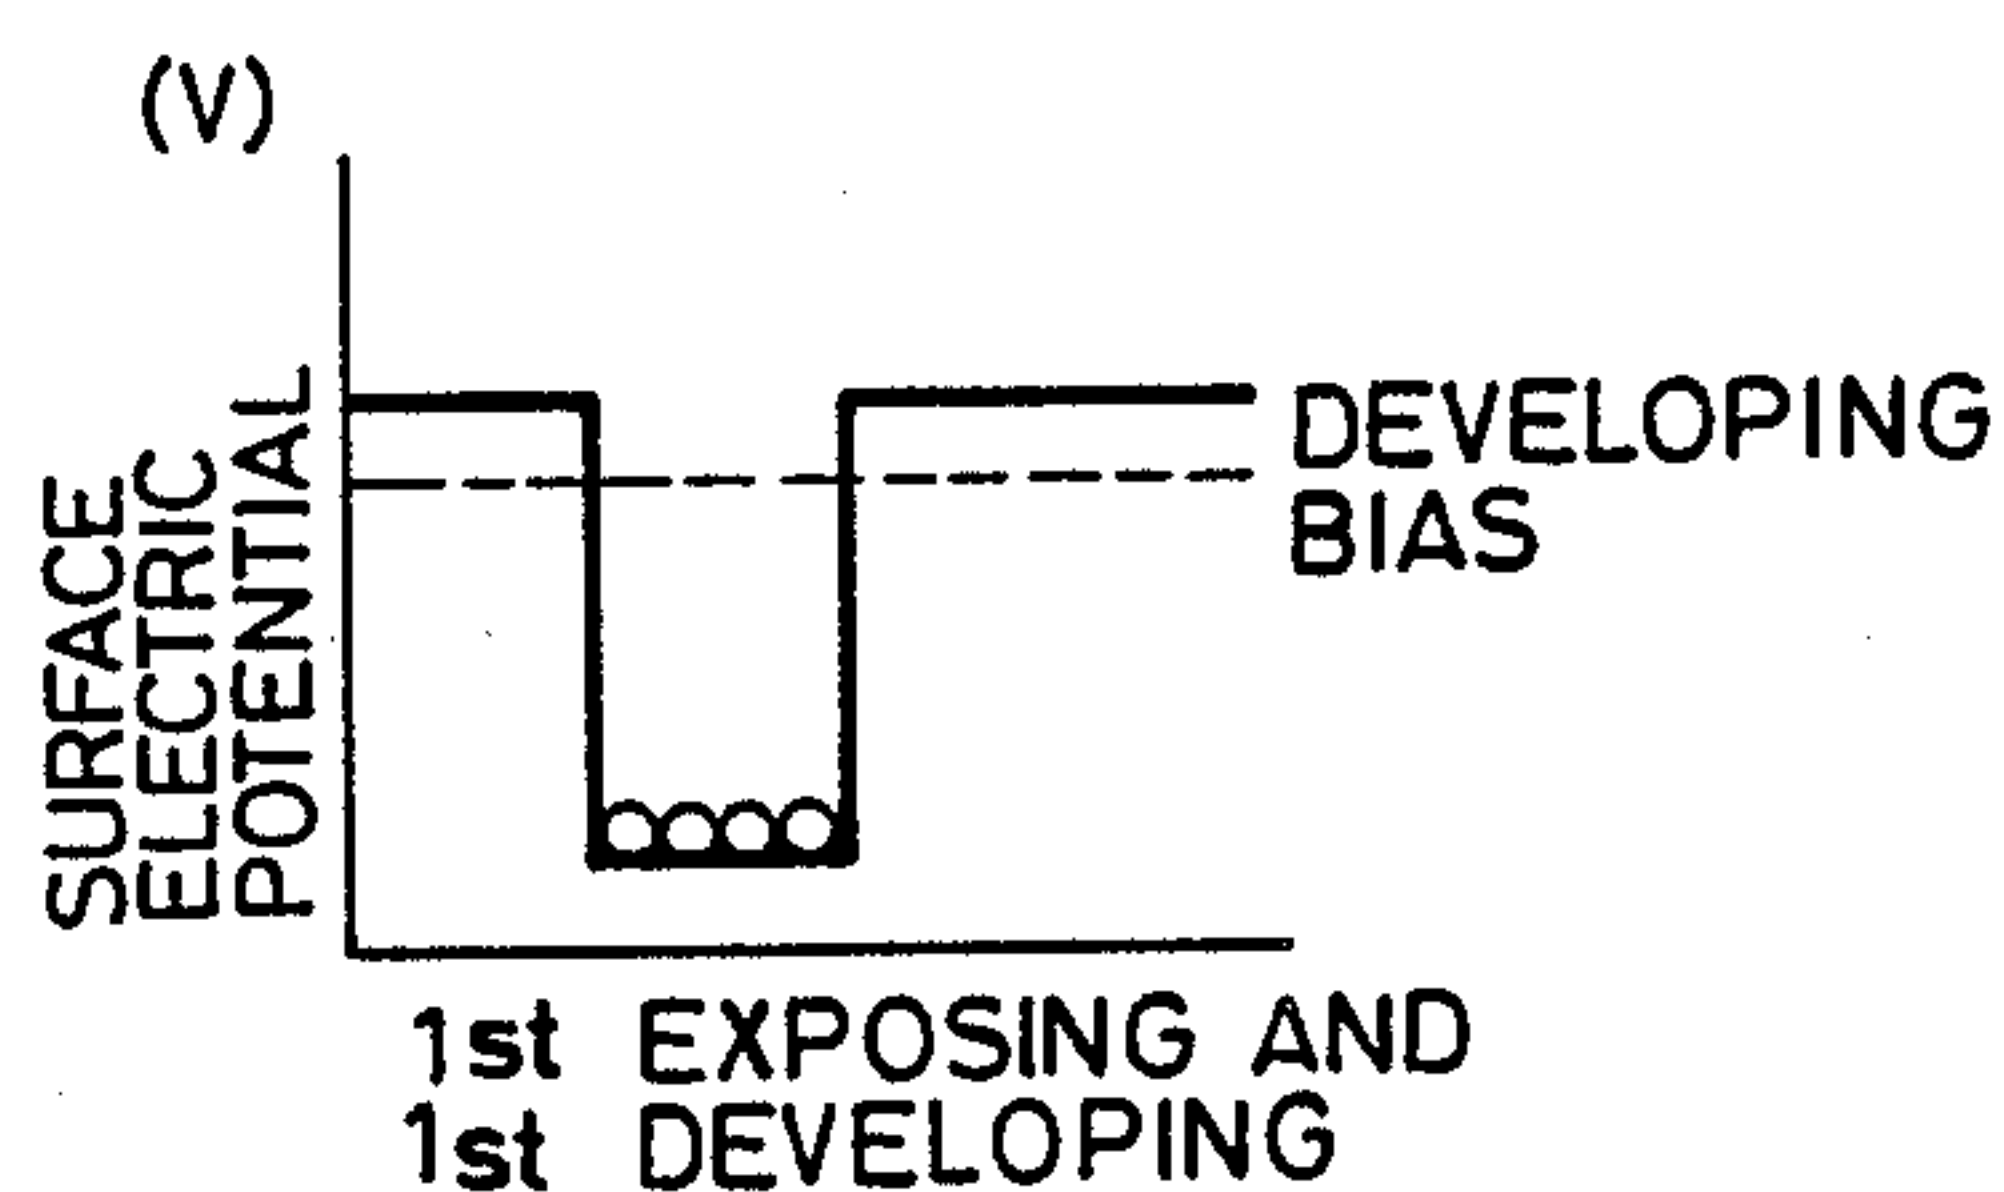 (V)
SURFACE
ELECTRIC
POTENTIAL
DEVELOPING
BIAS
1st EXPOSING AND
1st DEVELOPING